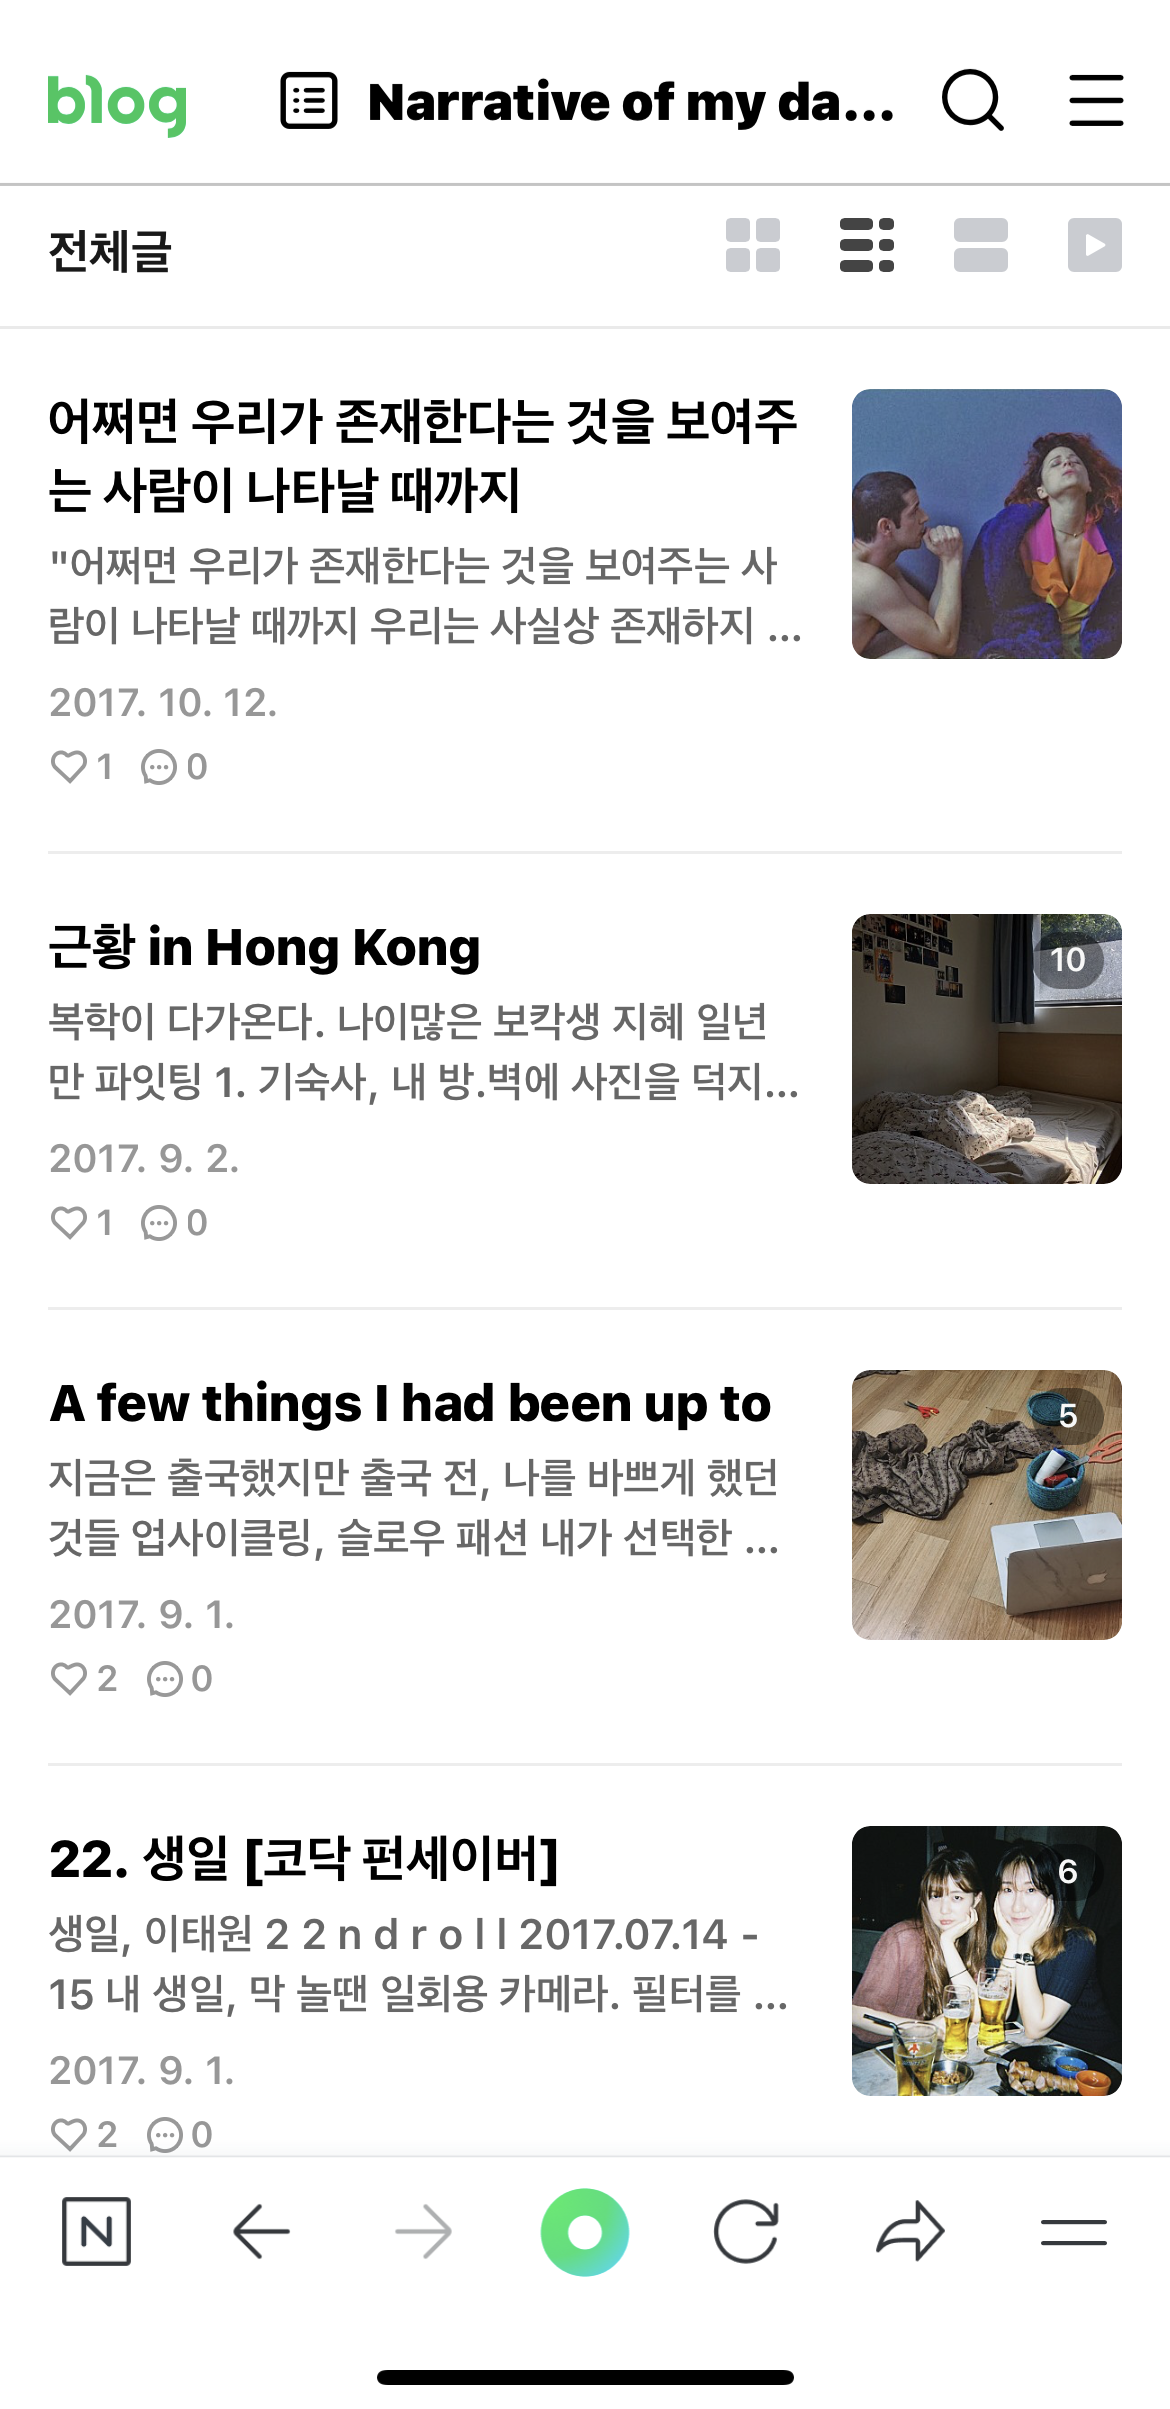 blog
Narrative of my da...
전체글
어쩌면 우리가 존재한다는 것을 보여주
는 사람이 나타날 때까지
"어쩌면 우리가 존재한다는 것을 보여주는 사
람이 나타날 때까지 우리는 사실상 존재하지 ...
2017. 10. 12.
1 0
근황 in Hong Kong
10
복학이 다가온다. 나이많은 보칵생 지혜 일년
만 파잇팅 1. 기숙사, 내 방.벽에 사진을 덕지...
2017. 9. 2.
1 0
A few things I had been up to
5
지금은 출국했지만 출국 전, 나를 바쁘게 했던
것들 업사이클링, 슬로우 패션 내가 선택한 ...
2017. 9. 1.
2 0
22. 생일 [코닥 펀세이버]
6
생일, 이태원 2 2 n d r o l l 2017.07.14 -
15 내 생일, 막 놀땐 일회용 카메라. 필터를 ...
2017. 9. 1.
2 0
N